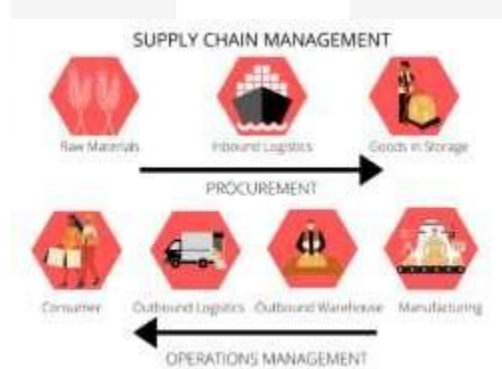 SUPPLY CHAIN MANAGEMENT
Raw Materials
Inbound Logistics
Goods in Storage
PROCUREMENT
Consumer
Outbound Logistics
Outbound Warehouse
Manufacturing
OPERATIONS MANAGEMENT